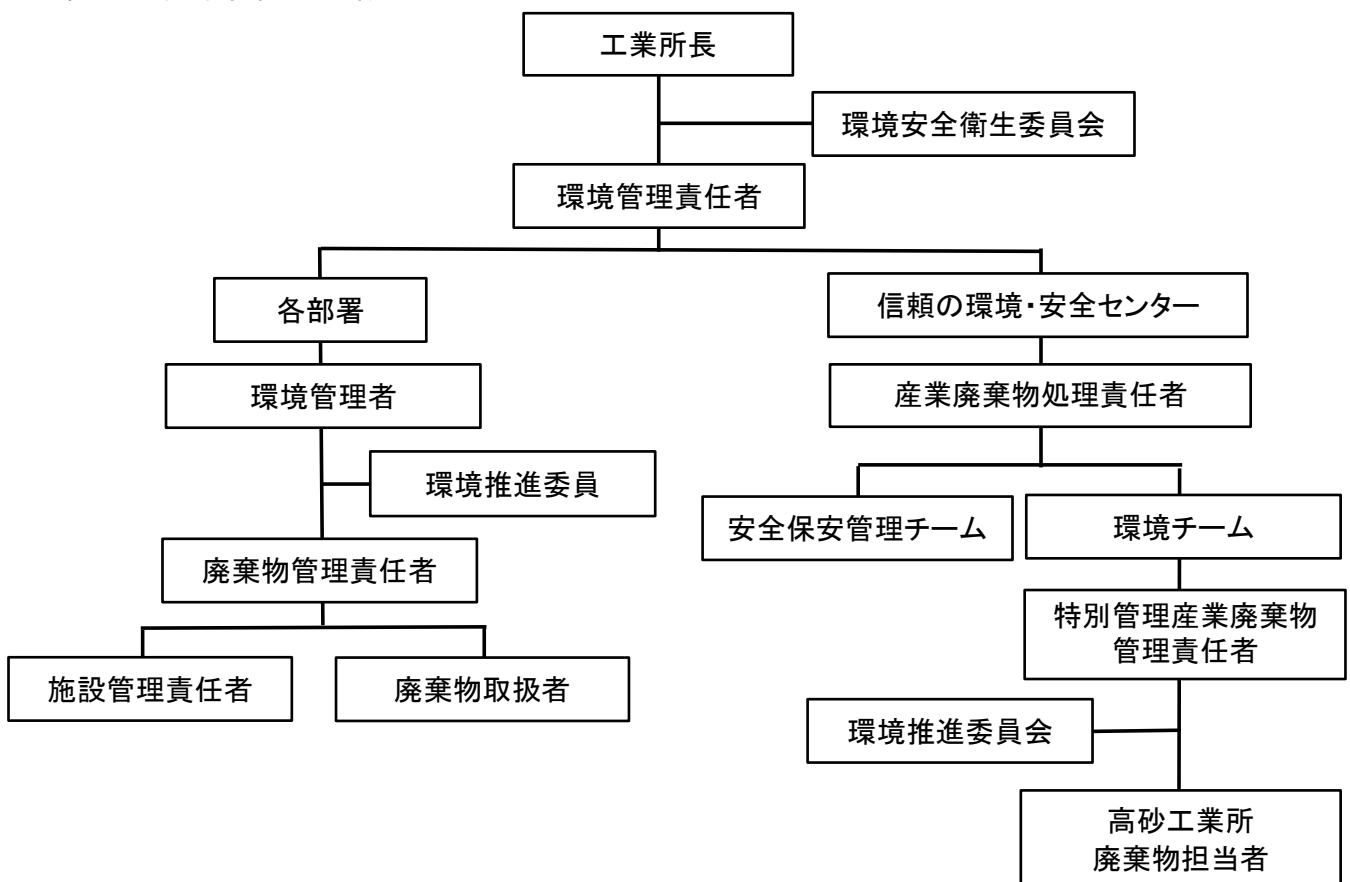 工業所長
環境安全衛生委員会
環境管理責任者
各部署
信頼の環境・安全センター
環境管理者
産業廃棄物処理責任者
環境推進委員
安全保安管理チーム
環境チーム
廃棄物管理責任者
特別管理産業廃棄物
管理責任者
施設管理責任者
廃棄物取扱者
環境推進委員会
高砂工業所
廃棄物担当者